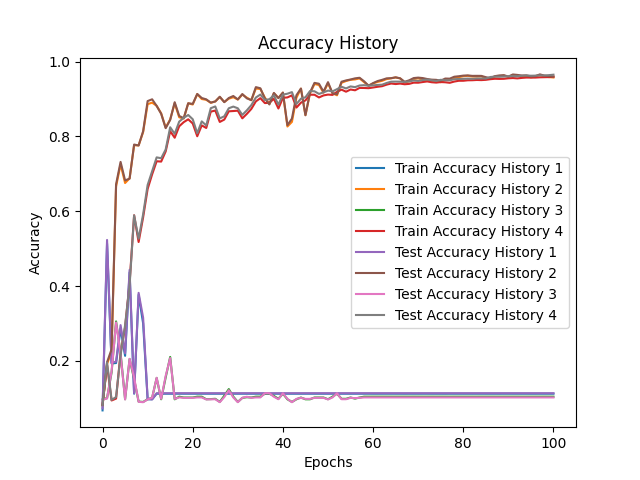 Accuracy History
1.0
0.8
0.6
0.4
0.2
Accuracy
Train Accuracy History 1
Train Accuracy History 2
Train Accuracy History 3
Train Accuracy History 4
Test Accuracy History 1
Test Accuracy History 2
Test Accuracy History 3
Test Accuracy History 4
0 20 40 60 80 100
Epochs